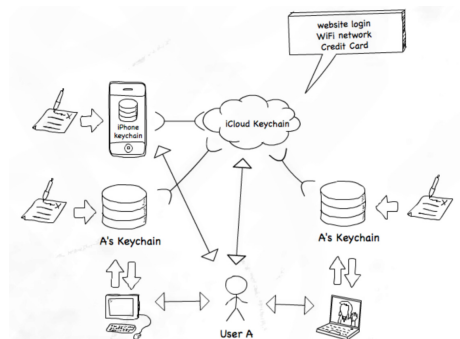 website login
WiFi network
Credit Card
iPhone
keychain
iCloud Keychain
A's Keychain
A's Keychain
User A